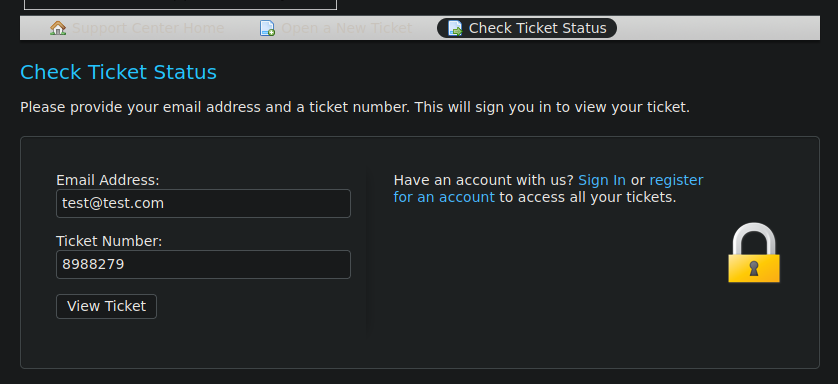 Support Center Home Open a New Ticket Check Ticket Status
Check Ticket Status
Please provide your email address and a ticket number. This will sign you in to view your ticket.
Email Address:
test@test.com
Ticket Number:
8988279
View Ticket
Have an account with us? Sign In or register
for an account to access all your tickets.